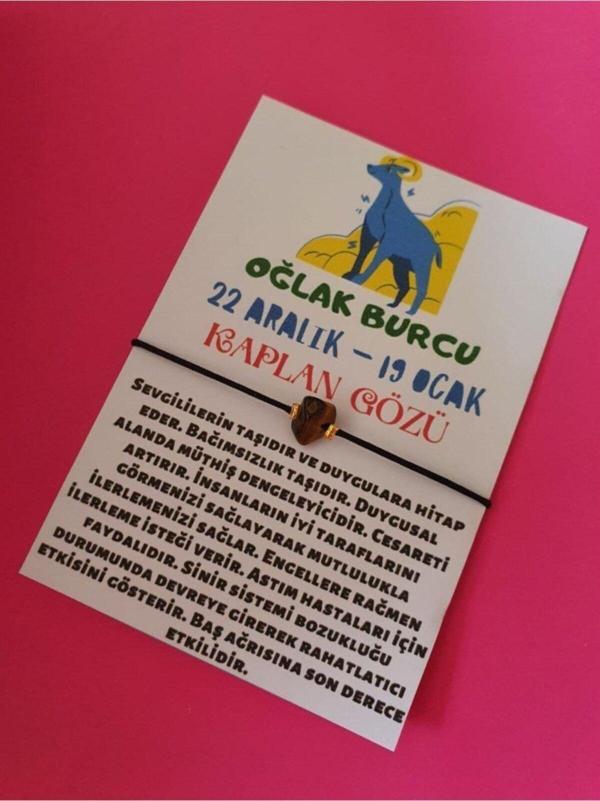 OĞLAK BURCU
22 ARALIK – 19 OCAK
KAPLAN GÖZÜ
SEVGİLİLERİN TAŞIDIR VE DUYGULARA HİTAP
EDER. BAĞIMSIZLIK TAŞIDIR. DUYGUSAL
ALANDA MÜTHİŞ DENGELEYİCİDİR. CESARETİ
ARTIRIR. İNSANLARIN İYİ TARAFLARINI
GÖRMENİZİ SAĞLAYARAK MUTLULUKLA
İLERLEMENİZİ SAĞLAR. ENGELLERE RAĞMEN
İLERLEME İSTEĞİ VERİR. ASTIM HASTALARI İÇİN
FAYDALIDIR. SİNİR SİSTEMİ BOZUKLUĞU
DURUMUNDA DEVREYE GİREREK RAHATLATICI
ETKİSİNİ GÖSTERİR. BAŞ AĞRISINA SON DERECE
ETKİLİDİR.